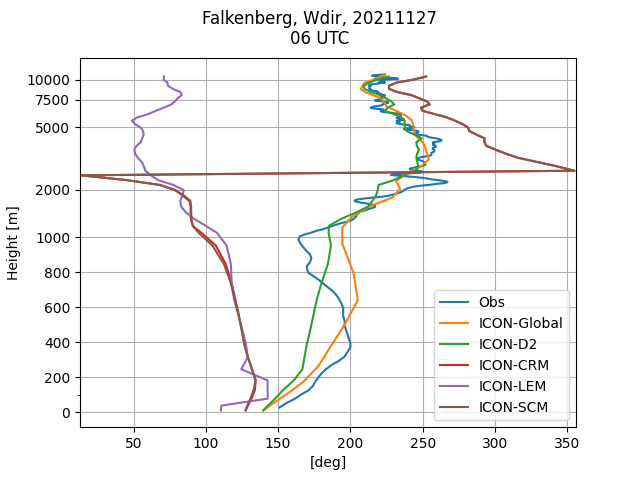 Falkenberg, Wdir, 20211127
06 UTC
Height [m]
10000
7500
5000
2000
1000
800
600
400
200
0
Obs
ICON-Global
ICON-D2
ICON-CRM
ICON-LEM
ICON-SCM
50 100 150 200 250 300 350
[deg]